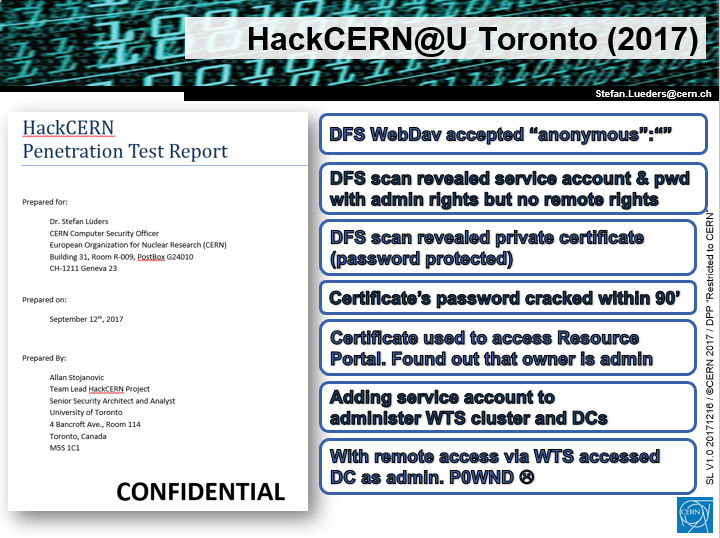 HackCERN@U Toronto (2017)
Stefan.Lueders@cern.ch
HackCERN
Penetration Test Report
Prepared for:
Dr. Stefan Lüders
CERN Computer Security Officer
European Organization for Nuclear Research (CERN)
Building 31, Room R-009, PostBox G24010
CH-1211 Geneva 23
Prepared on:
September 12th, 2017
Prepared By:
Allan Stojanovic
Team Lead HackCERN Project
Senior Security Architect and Analyst
University of Toronto
4 Bancroft Ave., Room 114
Toronto, Canada
M5S 1C1
CONFIDENTIAL
DFS WebDav accepted “anonymous”:“”
DFS scan revealed service account & pwd
with admin rights but no remote rights
DFS scan revealed private certificate
(password protected)
Certificate’s password cracked within 90’
Certificate used to access Resource
Portal. Found out that owner is admin
Adding service account to
administer WTS cluster and DCs
With remote access via WTS accessed
DC as admin. P0WND ☹
SL V1.0 20171216 / ©CERN 2017 / DPP "Restricted to CERN"
CERN